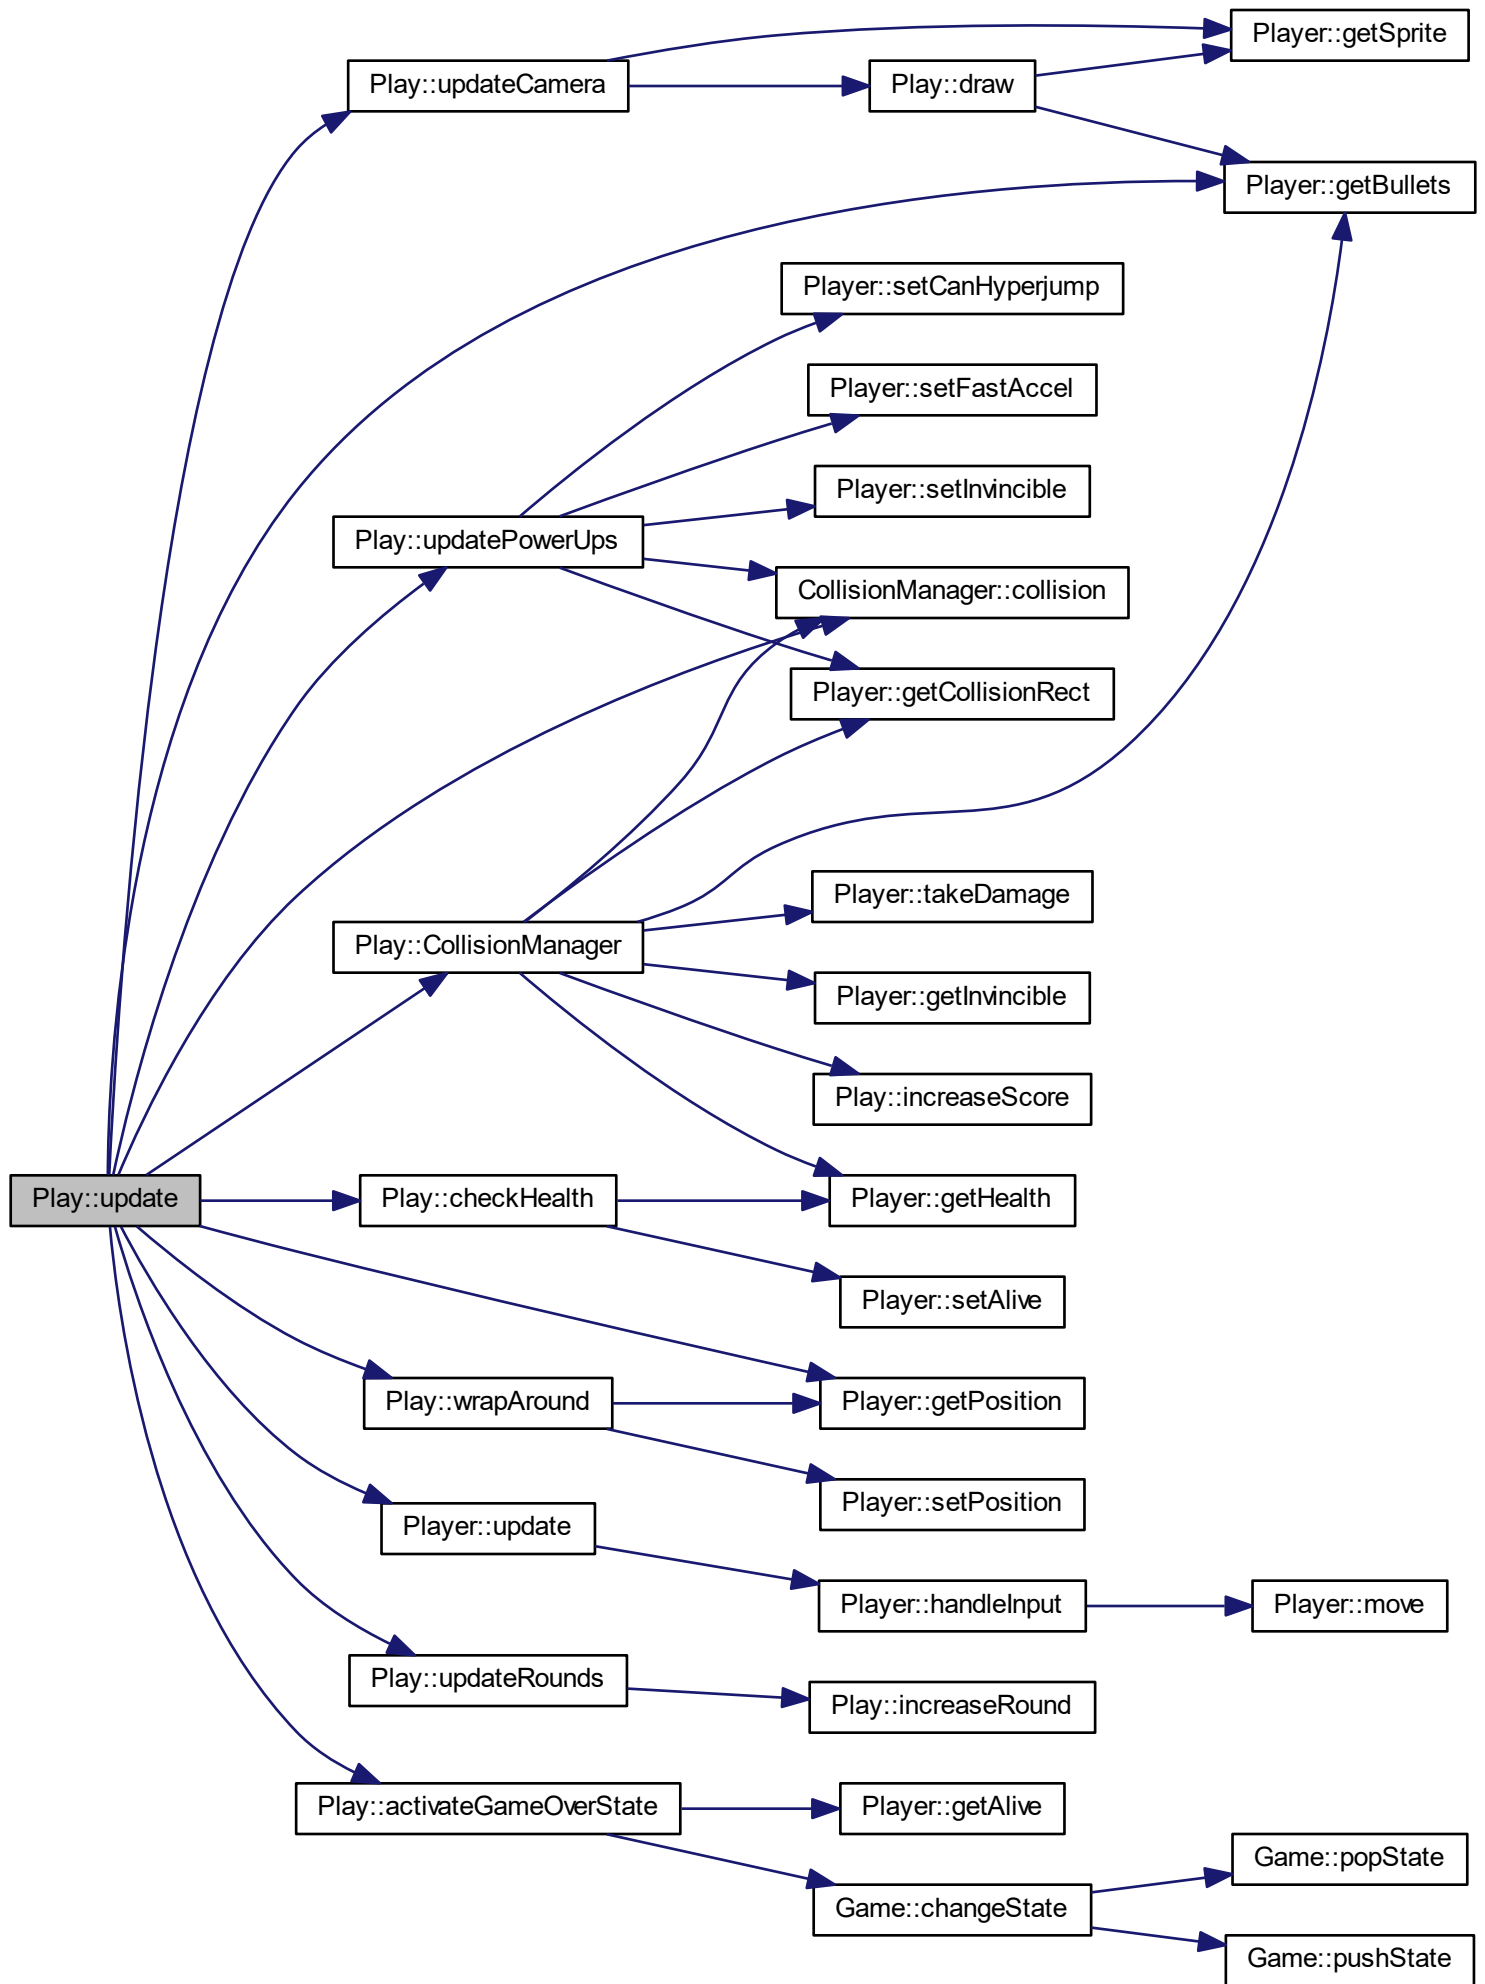 Player::getSprite
Play::updateCamera
Play::draw
Player::getBullets
Player::setCanHyperjump
Player::setFastAccel
Player::setInvincible
Play::updatePowerUps
CollisionManager::collision
Player::getCollisionRect
Player::takeDamage
Play::CollisionManager
Player::getInvincible
Play::increaseScore
Play::update
Play::checkHealth
Player::getHealth
Player::setAlive
Play::wrapAround
Player::getPosition
Player::setPosition
Player::update
Player::handleInput
Player::move
Play::updateRounds
Play::increaseRound
Play::activateGameOverState
Player::getAlive
Game::popState
Game::changeState
Game::pushState